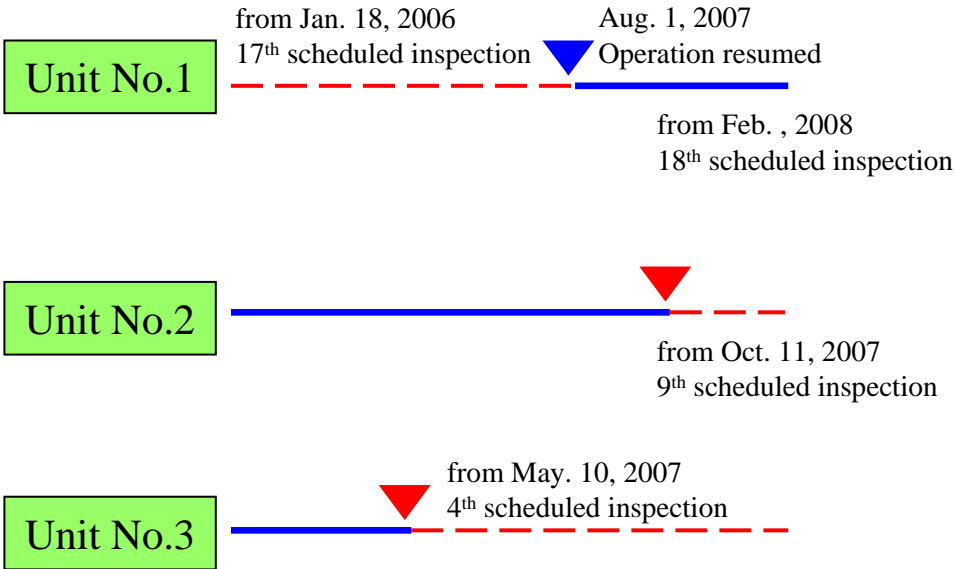 from Jan. 18, 2006
17th scheduled inspection
Aug. 1, 2007
Operation resumed
Unit No.1
from Feb. , 2008
18th scheduled inspection
Unit No.2
from Oct. 11, 2007
9th scheduled inspection
from May. 10, 2007
4th scheduled inspection
Unit No.3